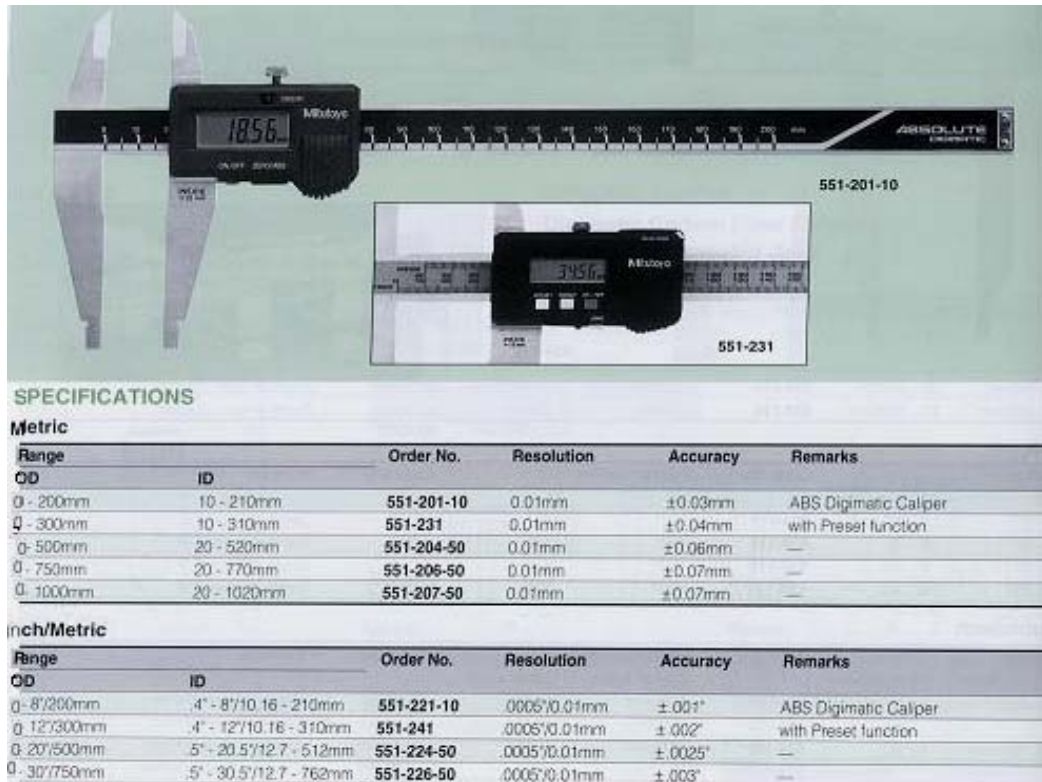 18.56
Mitutoyo
ON/OFF
mm
ABSOLUTE
DIGIMATIC
551-201-10
34.56
Mitutoyo
551-231
SPECIFICATIONS
Metric
Range Order No. Resolution Accuracy Remarks
OD ID
0 - 200mm 10 - 210mm 551-201-10 0.01mm ±0.03mm ABS Digimatic Caliper
0 - 300mm 10 - 310mm 551-231 0.01mm ±0.04mm with Preset function
0- 500mm 20 - 520mm 551-204-50 0.01mm ±0.06mm —
0 - 750mm 20 - 770mm 551-206-50 0.01mm ±0.07mm —
0- 1000mm 20 - 1020mm 551-207-50 0.01mm ±0.07mm —
nch/Metric
Range Order No. Resolution Accuracy Remarks
OD ID
0- 8"/200mm .4" - 8"/10.16 - 210mm 551-221-10 .0005"/0.01mm ±.001" ABS Digimatic Caliper
0 12"/300mm .4" - 12"/10.16 - 310mm 551-241 .0005"/0.01mm ±.002" with Preset function
0 20"/500mm .5" - 20.5"/12.7 - 512mm 551-224-50 .0005"/0.01mm ±.0025" —
0 - 30"/750mm .5" - 30.5"/12.7 - 762mm 551-226-50 .0005"/0.01mm ±.003" —